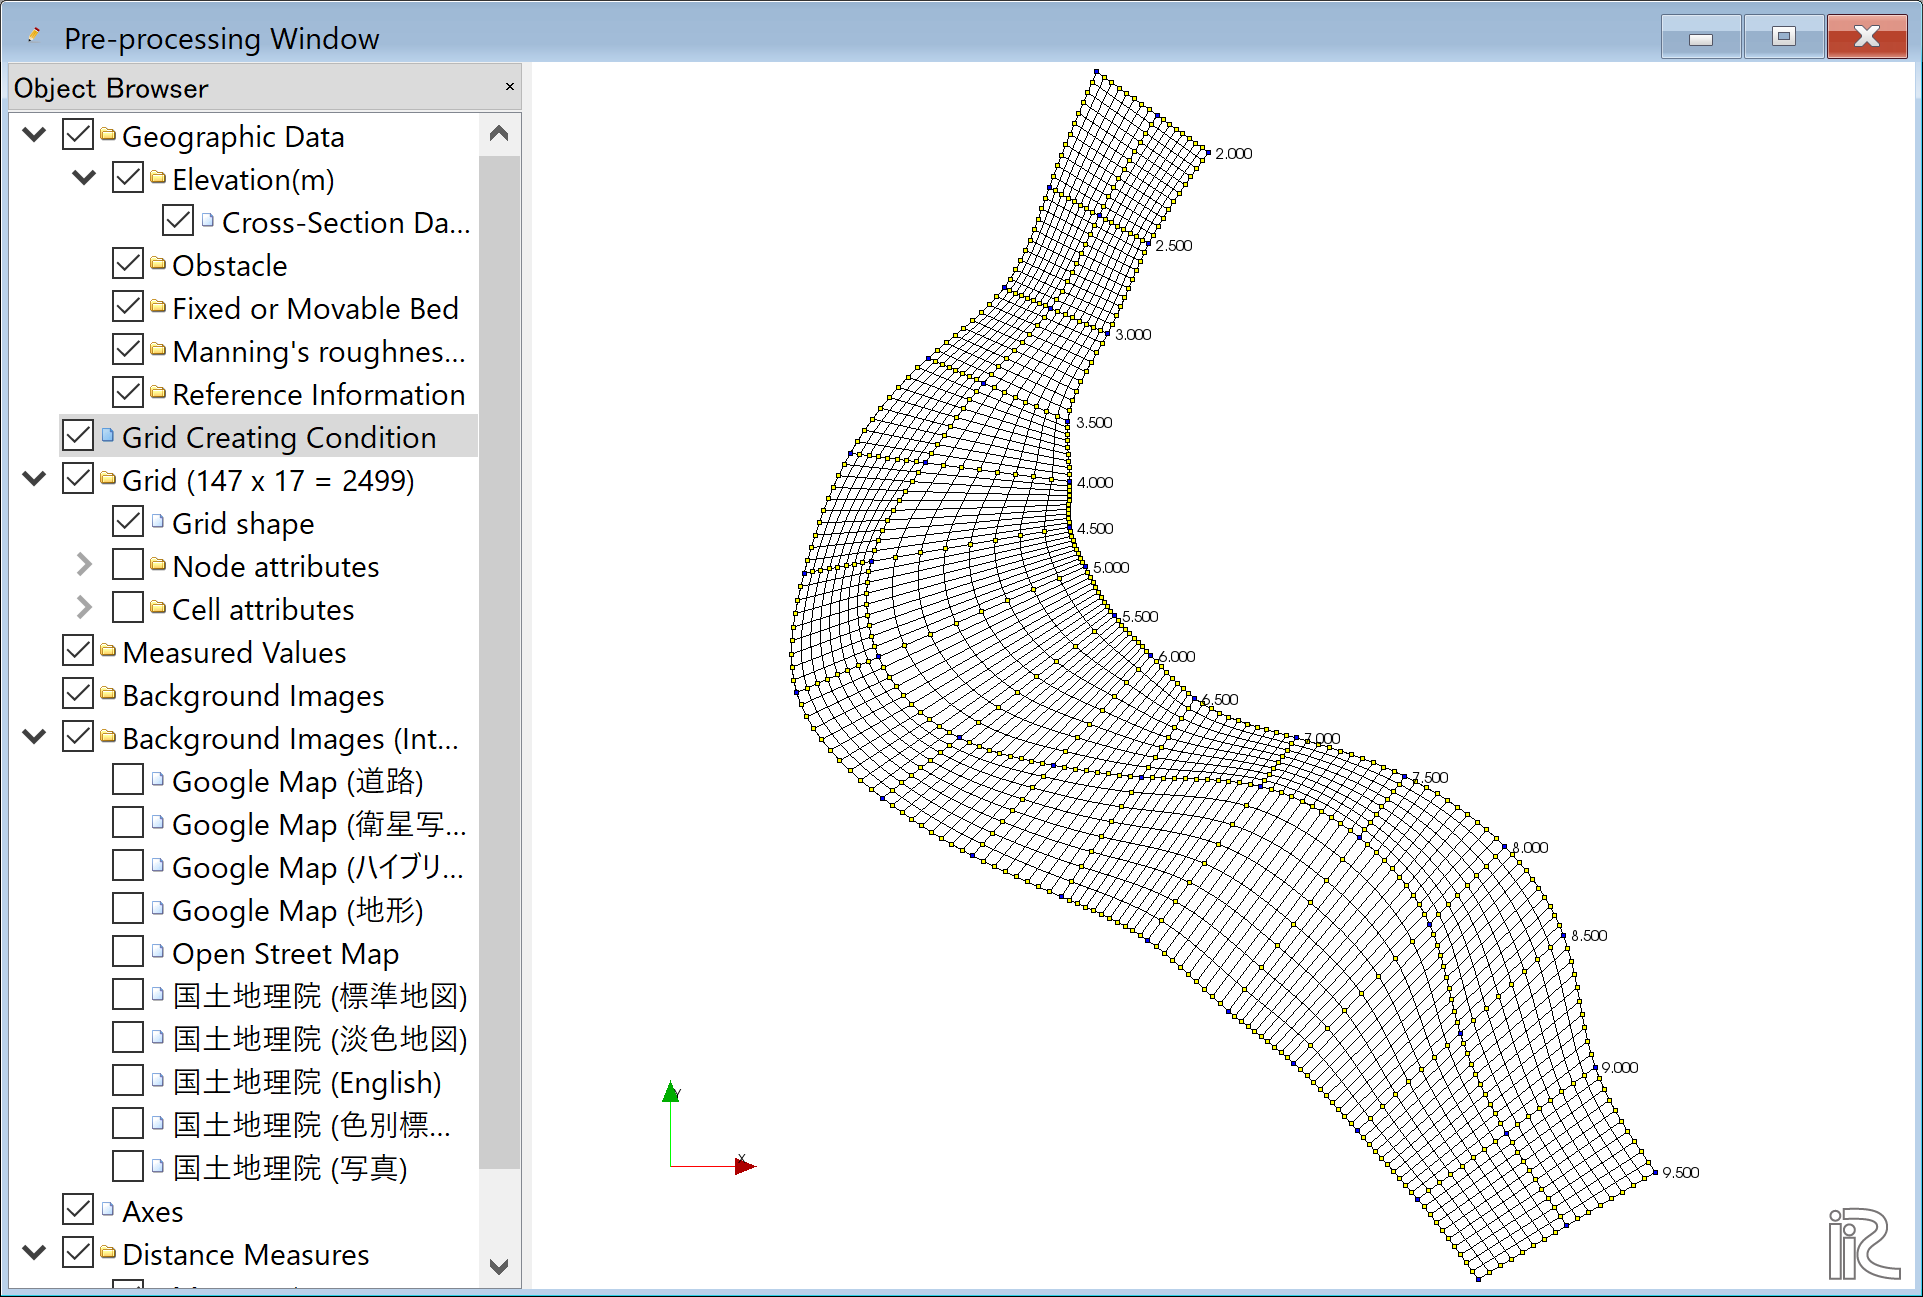 Pre-processing Window
Object Browser
Geographic Data
Elevation(m)
Cross-Section Da...
Obstacle
Fixed or Movable Bed
Manning's roughnes...
Reference Information
Grid Creating Condition
Grid (147 x 17 = 2499)
Grid shape
Node attributes
Cell attributes
Measured Values
Background Images
Background Images (Int...
Google Map (道路)
Google Map (衛星写...
Google Map (ハイブリ...
Google Map (地形)
Open Street Map
国土地理院 (標準地図)
国土地理院 (淡色地図)
国土地理院 (English)
国土地理院 (色別標...
国土地理院 (写真)
Axes
Distance Measures
2.000
2.500
3.000
3.500
4.000
4.500
5.000
5.500
6.000
6.500
7.000
7.500
8.000
8.500
9.000
9.500
Y
X
iRIC